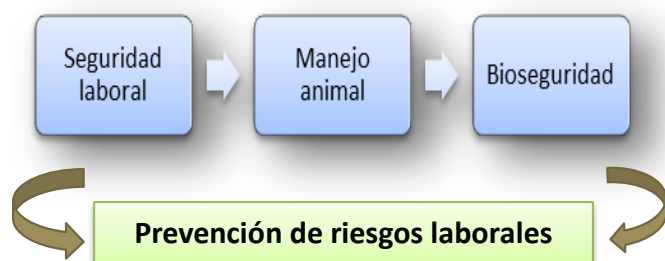 Seguridad
laboral
Manejo
animal
Bioseguridad
Prevención de riesgos laborales